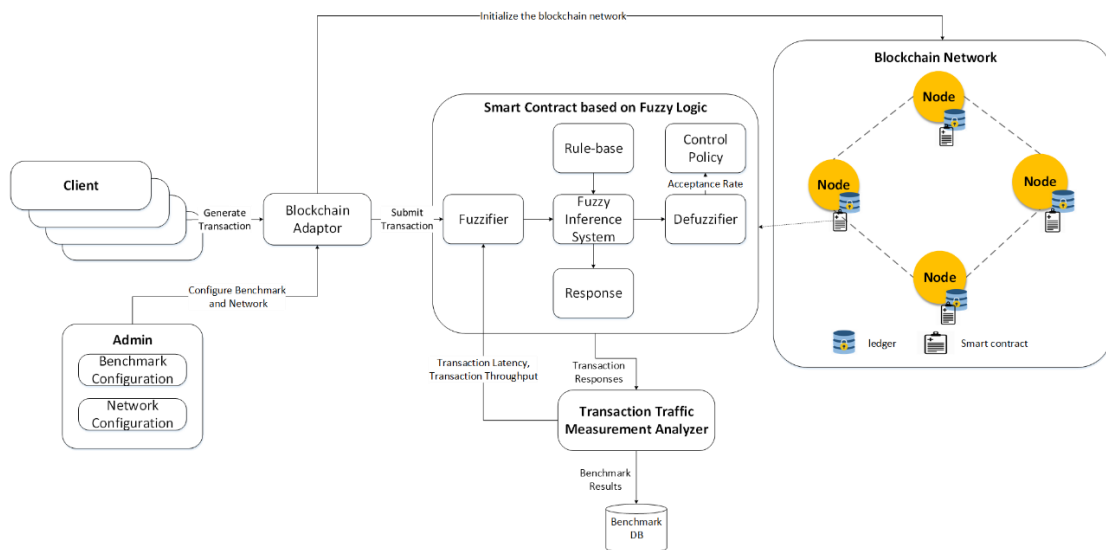 Initialize the blockchain network
Blockchain Network
Node
Node
Node
Node
ledger
Smart contract
Smart Contract based on Fuzzy Logic
Rule-base
Control
Policy
Acceptance Rate
Fuzzifier
Fuzzy
Inference
System
Defuzzifier
Response
Client
Generate
Transaction
Blockchain
Adaptor
Submit
Transaction
Configure Benchmark
and Network
Admin
Benchmark
Configuration
Network
Configuration
Transaction Latency,
Transaction Throughput
Transaction
Responses
Transaction Traffic
Measurement Analyzer
Benchmark
Results
Benchmark
DB